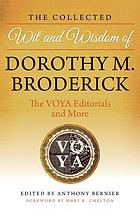 THE COLLECTED
Wit and Wisdom of
DOROTHY M.
BRODERICK
The VOYA Editorials
and More
VOYA
EDITED BY ANTHONY BERNIER
FOREWORD BY MARY K. CHELTON